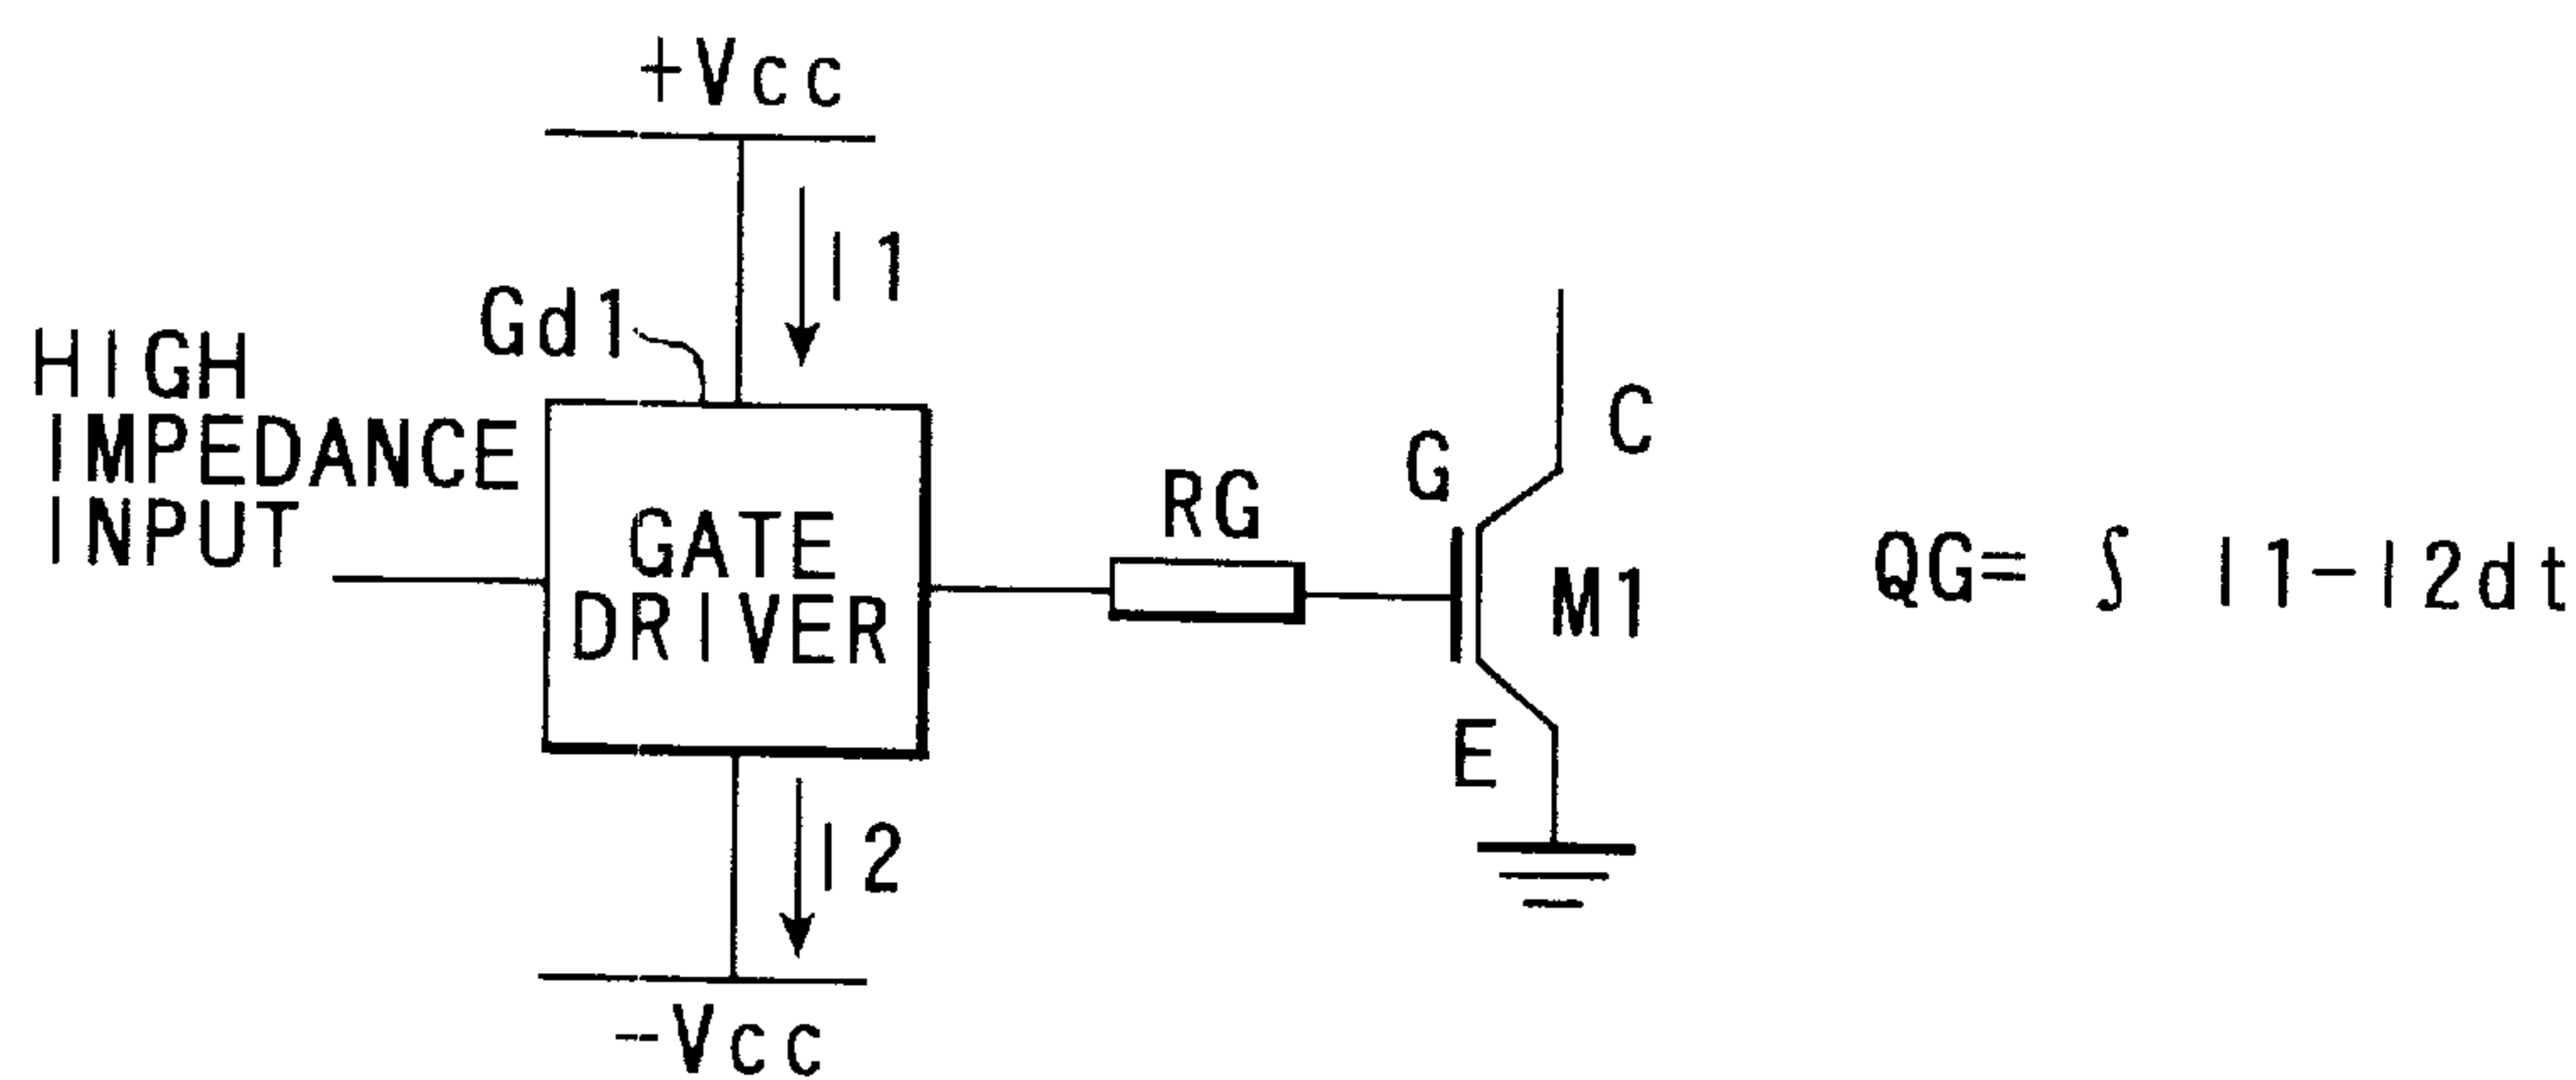 +Vcc
I1
Gd1
HIGH
IMPEDANCE
INPUT
GATE
DRIVER
RG
G
C
M1
E
QG= ∫ I1-I2dt
I2
-Vcc